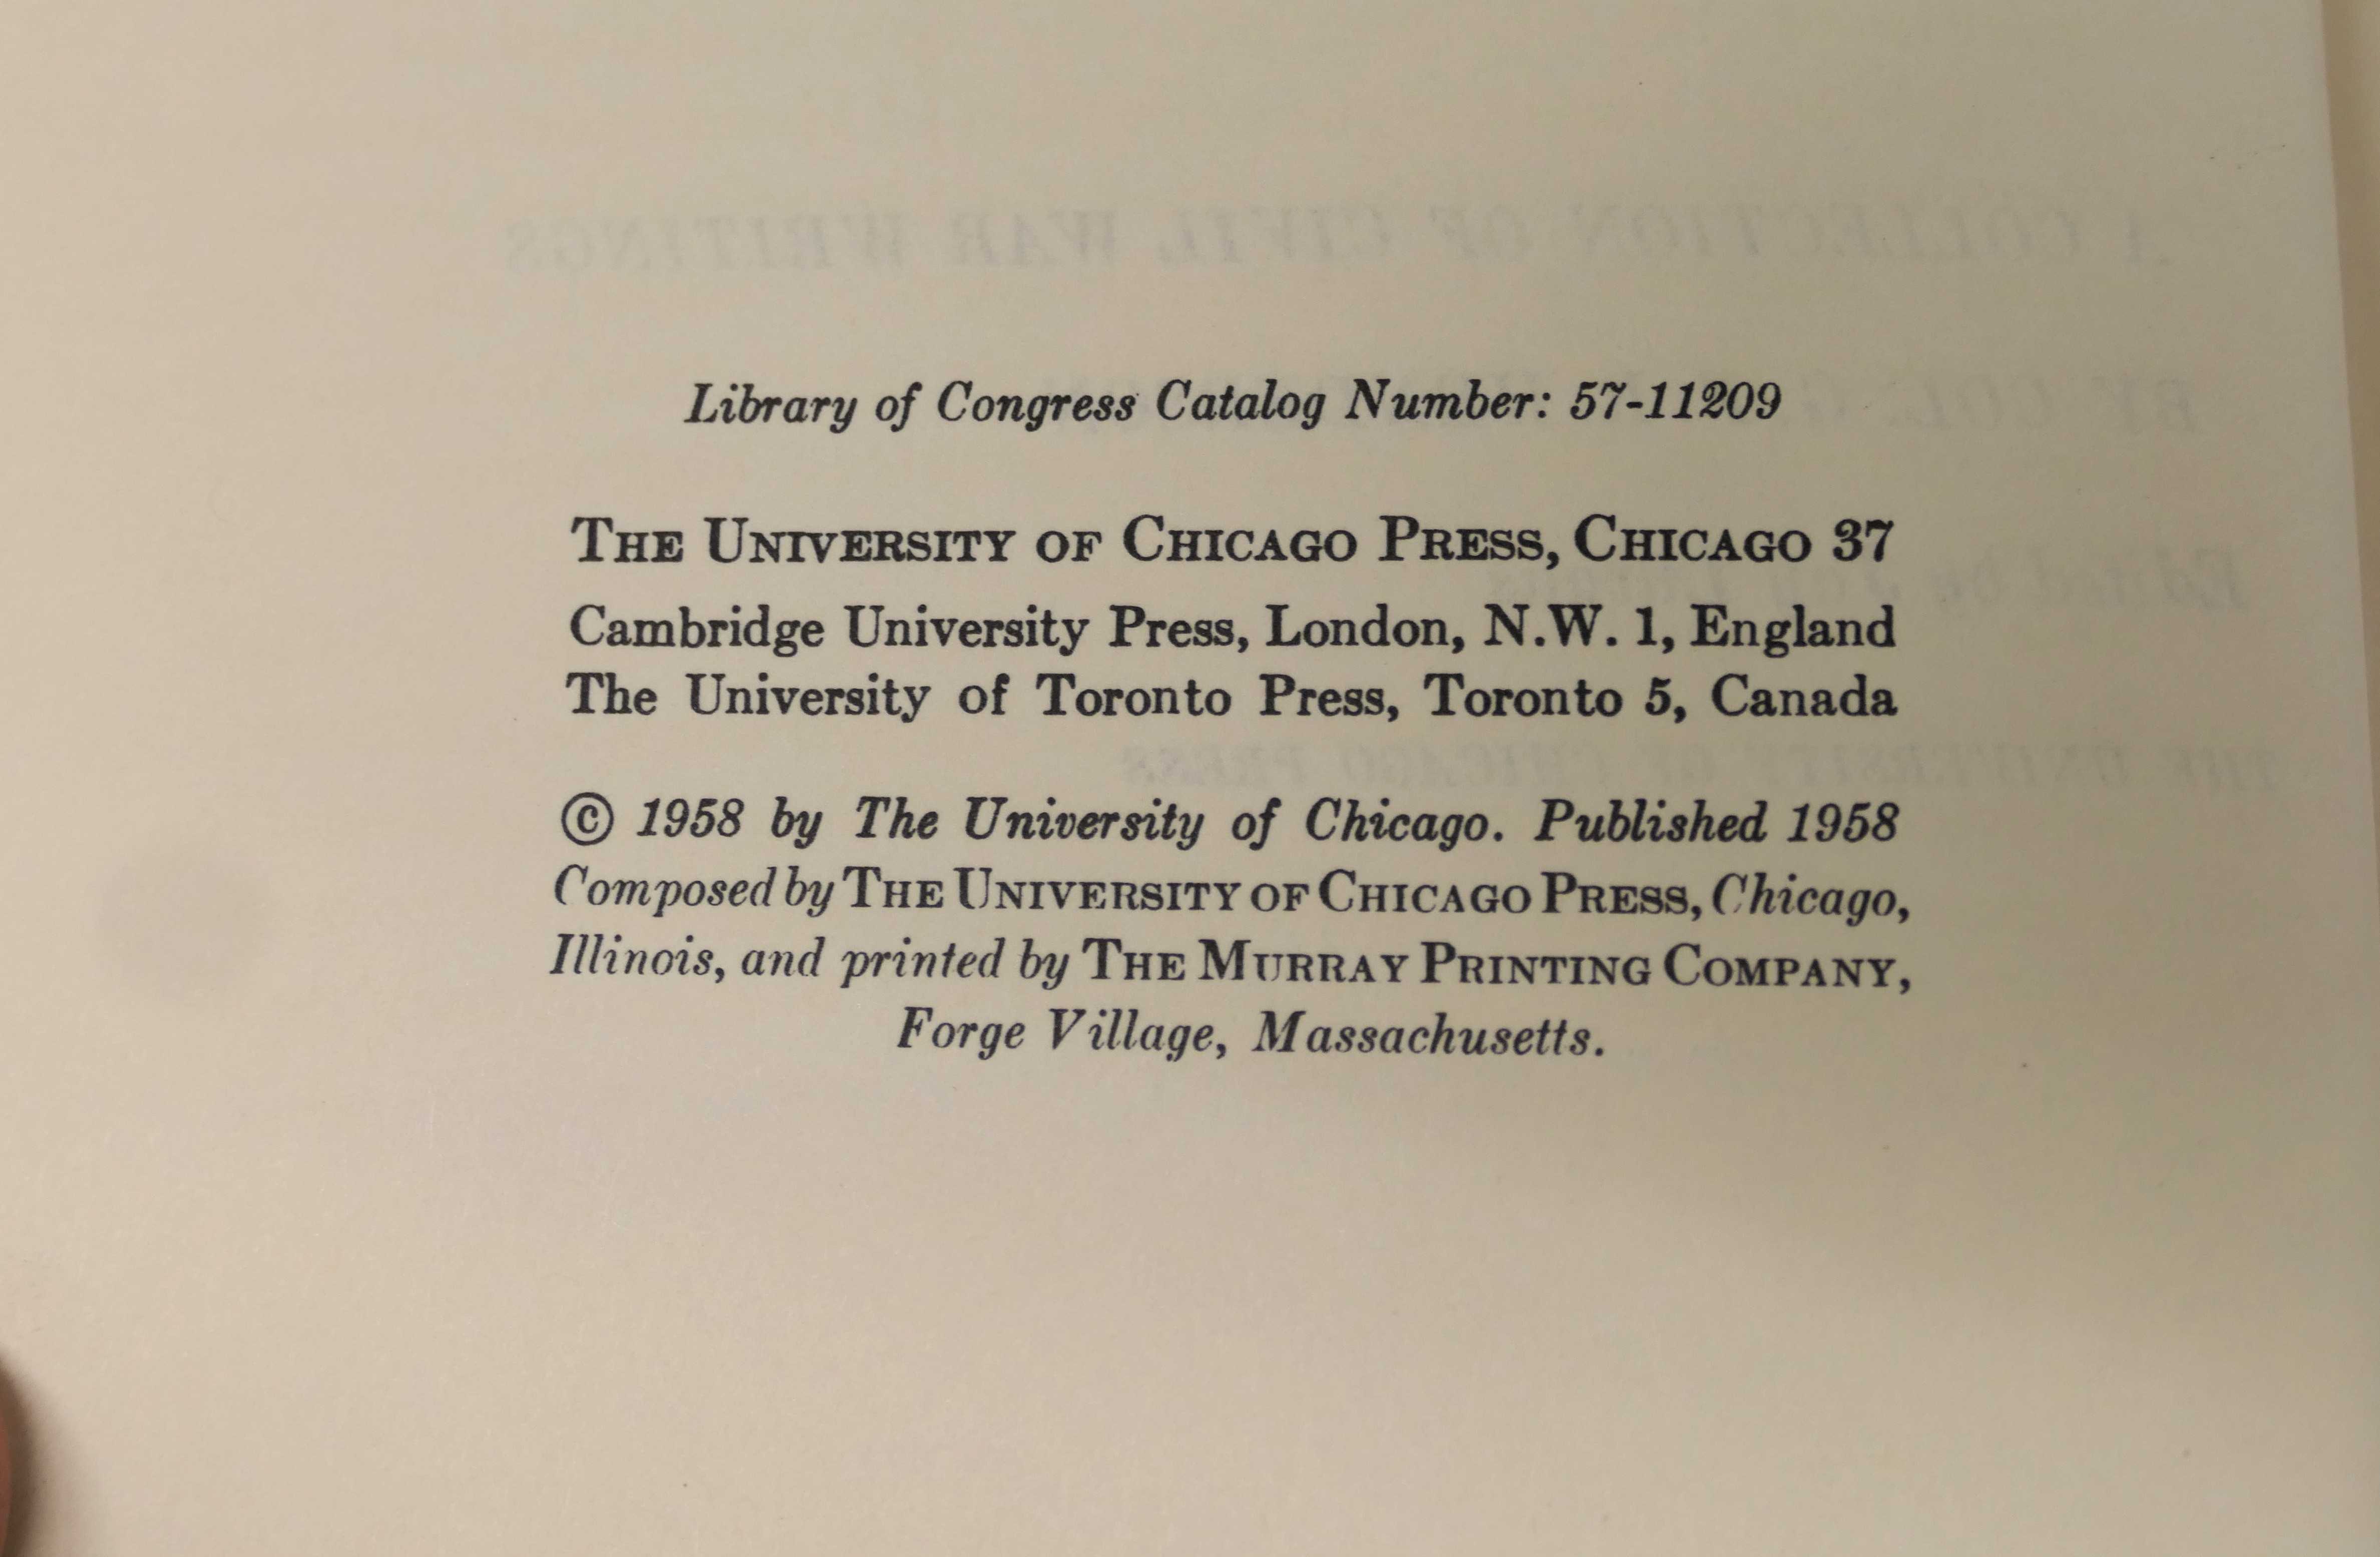 Library of Congress Catalog Number: 57-11209
THE UNIVERSITY OF CHICAGO PRESS, CHICAGO 37
Cambridge University Press, London, N.W. 1, England
The University of Toronto Press, Toronto 5, Canada
© 1958 by The University of Chicago. Published 1958
Composed by THE UNIVERSITY OF CHICAGO PRESS, Chicago,
Illinois, and printed by THE MURRAY PRINTING COMPANY,
Forge Village, Massachusetts.